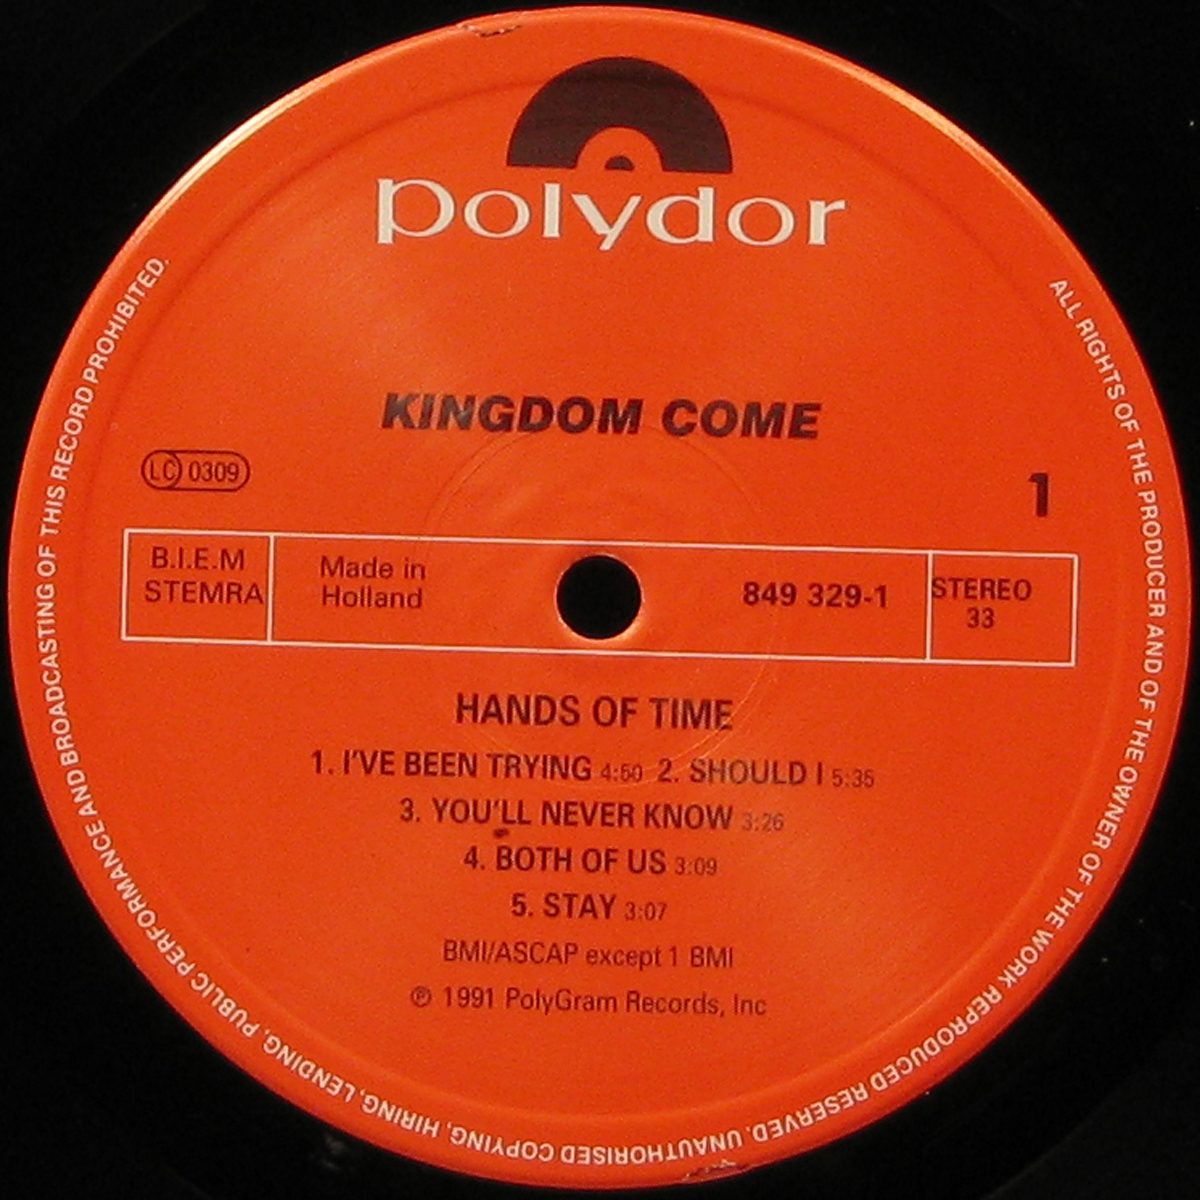 polydor
KINGDOM COME
LC 0309
1
B.I.E.M
STEMRA
Made in
Holland
849 329-1
STEREO
33
HANDS OF TIME
1. I'VE BEEN TRYING 4:50 2. SHOULD I 5:35
3. YOU'LL NEVER KNOW 3:26
4. BOTH OF US 3:09
5. STAY 3:07
BMI/ASCAP except 1 BMI
℗ 1991 PolyGram Records, Inc
ALL RIGHTS OF THE PRODUCER AND OF THE OWNER OF THE WORK REPRODUCED RESERVED. UNAUTHORISED COPYING, HIRING, LENDING, PUBLIC PERFORMANCE AND BROADCASTING OF THIS RECORD PROHIBITED.